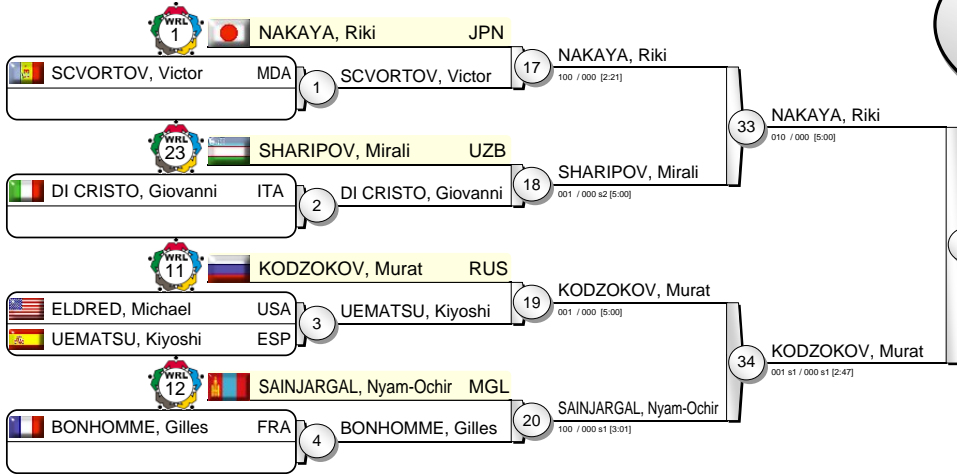 WRL 1 NAKAYA, Riki JPN
SCVORTOV, Victor MDA
1 SCVORTOV, Victor
17 NAKAYA, Riki
100 / 000 [2:21]
WRL 23 SHARIPOV, Mirali UZB
DI CRISTO, Giovanni ITA
2 DI CRISTO, Giovanni
18 SHARIPOV, Mirali
001 / 000 s2 [5:00]
33 NAKAYA, Riki
010 / 000 [5:00]
WRL 11 KODZOKOV, Murat RUS
ELDRED, Michael USA
UEMATSU, Kiyoshi ESP
3 UEMATSU, Kiyoshi
19 KODZOKOV, Murat
001 / 000 [5:00]
WRL 12 SAINJARGAL, Nyam-Ochir MGL
BONHOMME, Gilles FRA
4 BONHOMME, Gilles
20 SAINJARGAL, Nyam-Ochir
100 / 000 s1 [3:01]
34 KODZOKOV, Murat
001 s1 / 000 s1 [2:47]